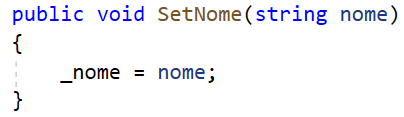 public void SetNome(string nome)
{
    _nome = nome;
}